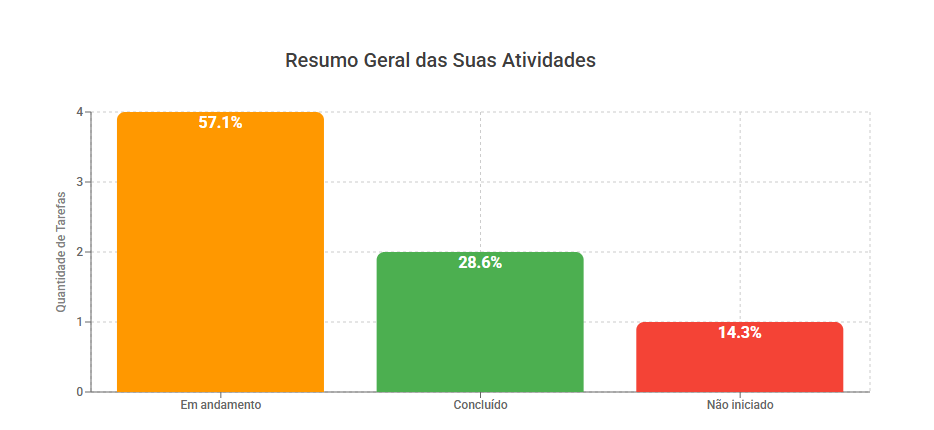 Resumo Geral das Suas Atividades
Quantidade de Tarefas
4
3
2
1
0
57.1%
28.6%
14.3%
Em andamento
Concluído
Não iniciado